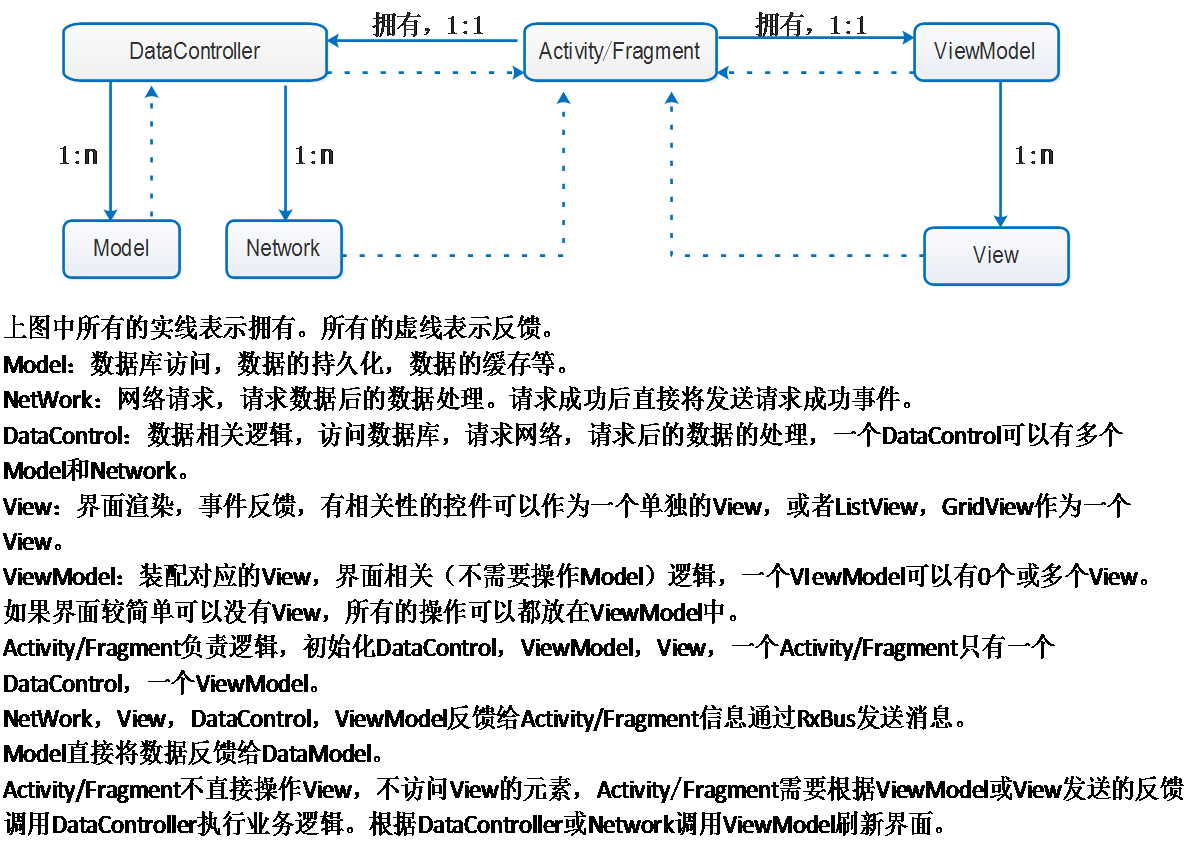 拥有，1:1
拥有，1:1
DataController
Activity/Fragment
ViewModel
1:n
1:n
1:n
Model
Network
View
上图中所有的实线表示拥有。所有的虚线表示反馈。
Model：数据库访问，数据的持久化，数据的缓存等。
NetWork：网络请求，请求数据后的数据处理。请求成功后直接将发送请求成功事件。
DataControl：数据相关逻辑，访问数据库，请求网络，请求后的数据的处理，一个DataControl可以有多个
Model和Network。
View：界面渲染，事件反馈，有相关性的控件可以作为一个单独的View，或者ListView，GridView作为一个
View。
ViewModel：装配对应的View，界面相关（不需要操作Model）逻辑，一个VIewModel可以有0个或多个View。
如果界面较简单可以没有View，所有的操作可以都放在ViewModel中。
Activity/Fragment负责逻辑，初始化DataControl，ViewModel，View，一个Activity/Fragment只有一个
DataControl，一个ViewModel。
NetWork，View，DataControl，ViewModel反馈给Activity/Fragment信息通过RxBus发送消息。
Model直接将数据反馈给DataModel。
Activity/Fragment不直接操作View，不访问View的元素，Activity/Fragment需要根据ViewModel或View发送的反馈
调用DataController执行业务逻辑。根据DataController或Network调用ViewModel刷新界面。